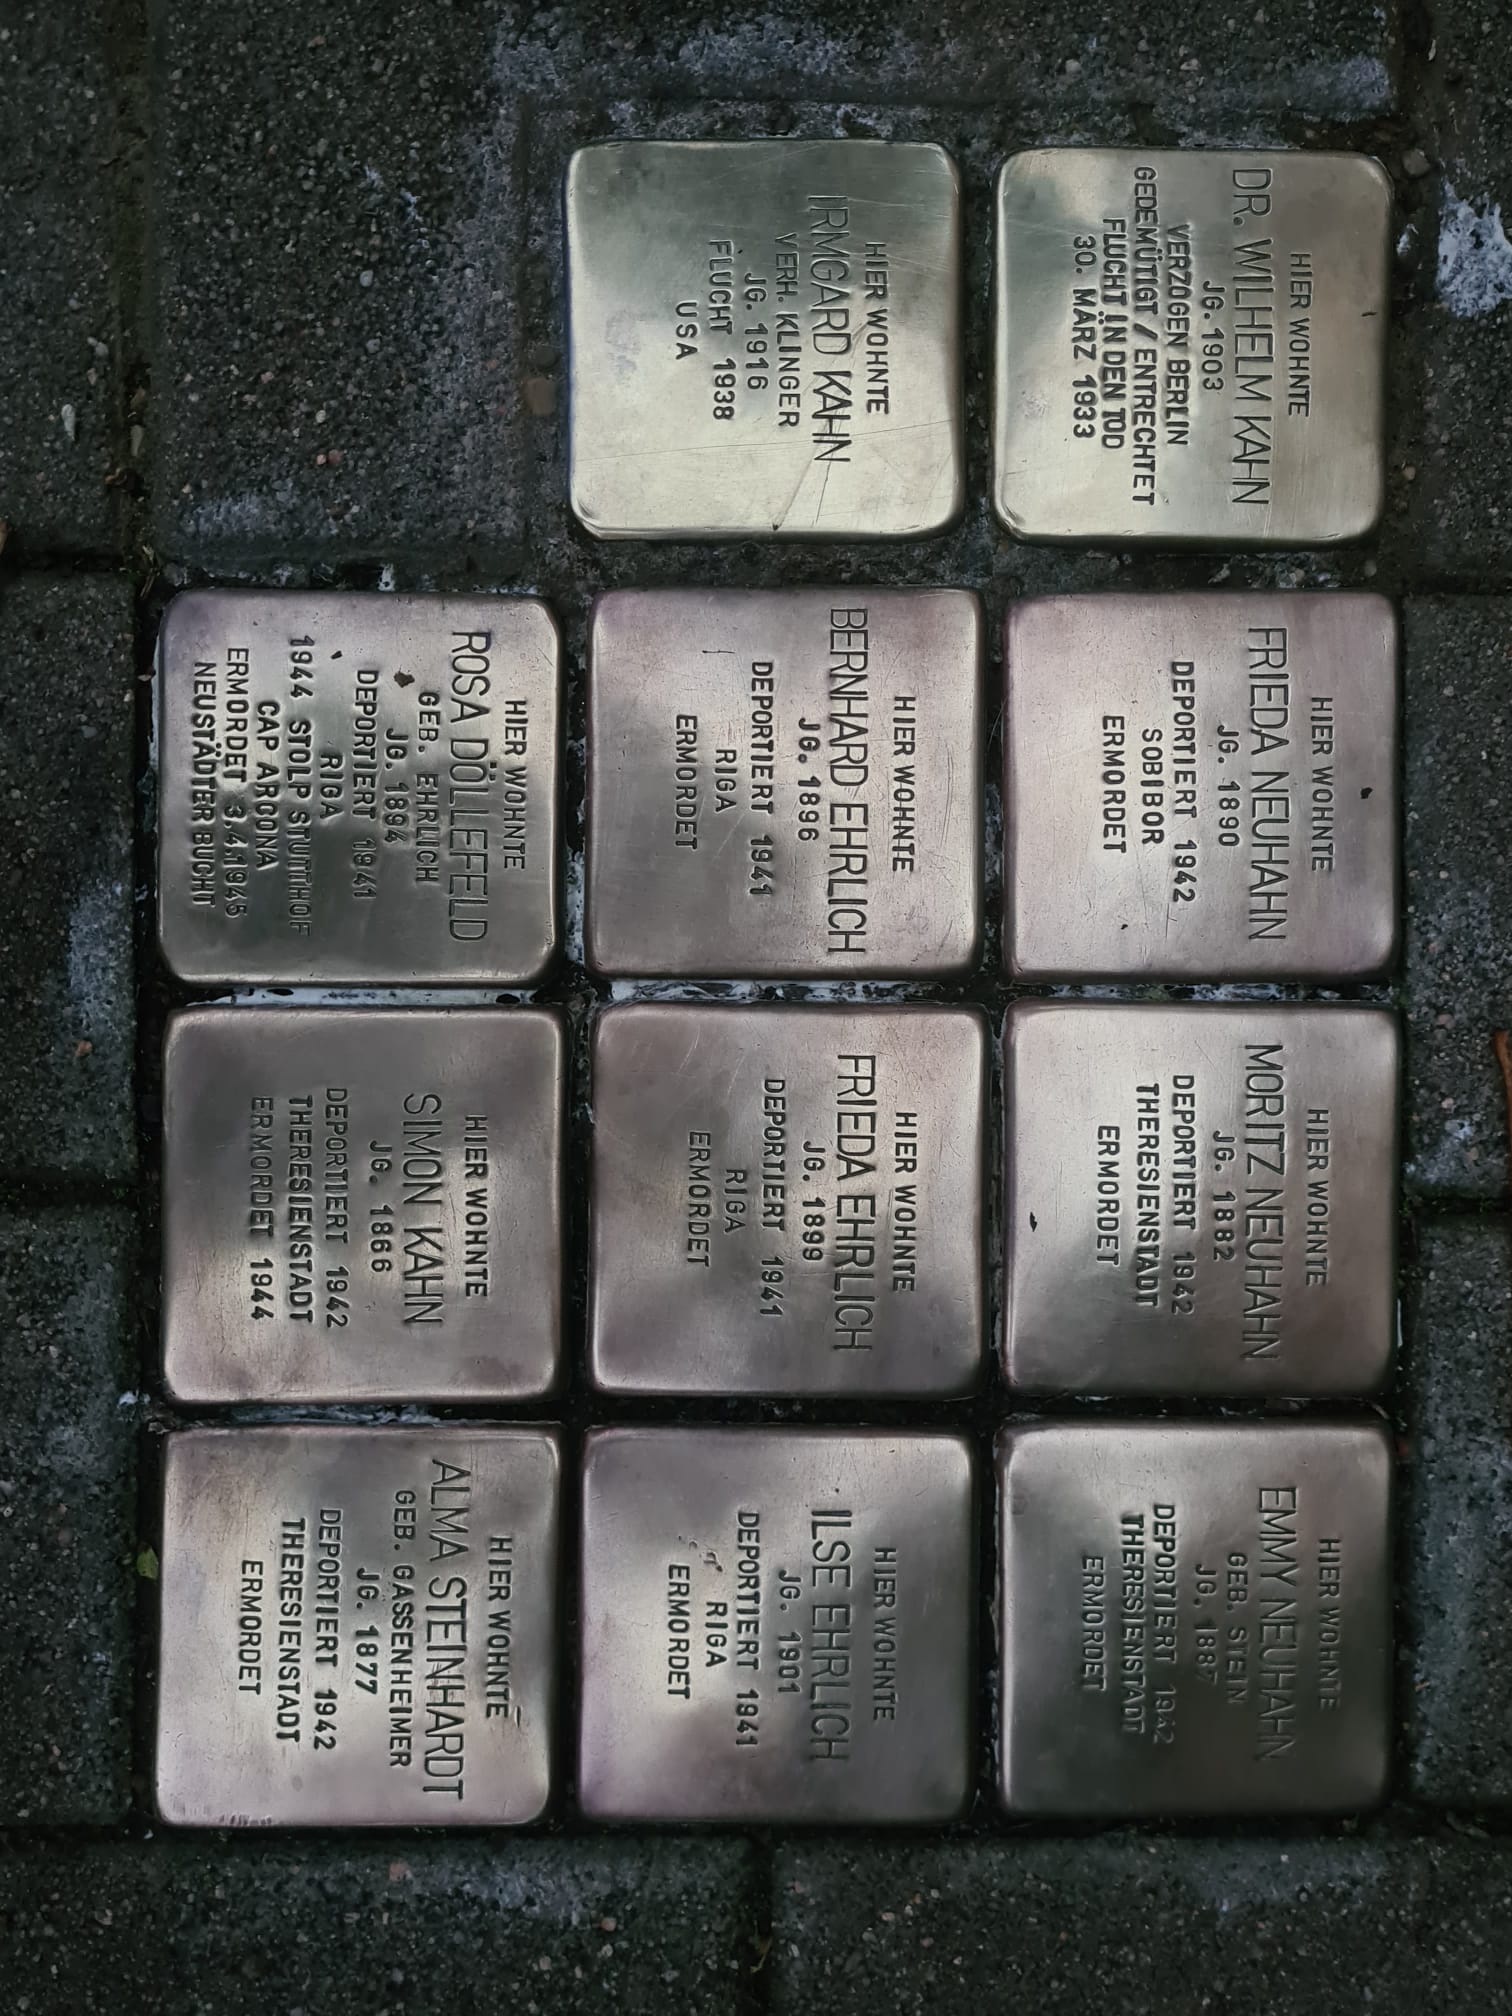 HIER WOHNTE
DR. WILHELM KAHN
JG. 1903
VERZOGEN BERLIN
GEDEMÜTIGT / ENTRECHTET
FLUCHT IN DEN TOD
30. MÄRZ 1933
HIER WOHNTE
FRIEDA NEUHAHN
JG. 1890
DEPORTIERT 1942
SOBIBOR
ERMORDET
HIER WOHNTE
MORITZ NEUHAHN
JG. 1882
DEPORTIERT 1942
THERESIENSTADT
ERMORDET
HIER WOHNTE
EMMY NEUHAHN
GEB. STEIN
JG. 1887
DEPORTIERT 1942
THERESIENSTADT
ERMORDET
HIER WOHNTE
IRMGARD KAHN
VERH. KLINGER
JG. 1916
FLUCHT 1938
USA
HIER WOHNTE
BERNHARD EHRLICH
JG. 1896
DEPORTIERT 1941
RIGA
ERMORDET
HIER WOHNTE
FRIEDA EHRLICH
JG. 1899
DEPORTIERT 1941
RIGA
ERMORDET
HIER WOHNTE
ILSE EHRLICH
JG. 1901
DEPORTIERT 1941
RIGA
ERMORDET
HIER WOHNTE
ROSA DÖLLEFELD
GEB. EHRLICH
JG. 1894
DEPORTIERT 1941
RIGA
1944 STOLP STUTTHOF
CAP ARCONA
ERMORDET 3.4.1945
NEUSTÄDTER BUCHT
HIER WOHNTE
SIMON KAHN
JG. 1866
DEPORTIERT 1942
THERESIENSTADT
ERMORDET 1944
HIER WOHNTE
ALMA STEINHARDT
GEB. GASSENHEIMER
JG. 1877
DEPORTIERT 1942
THERESIENSTADT
ERMORDET